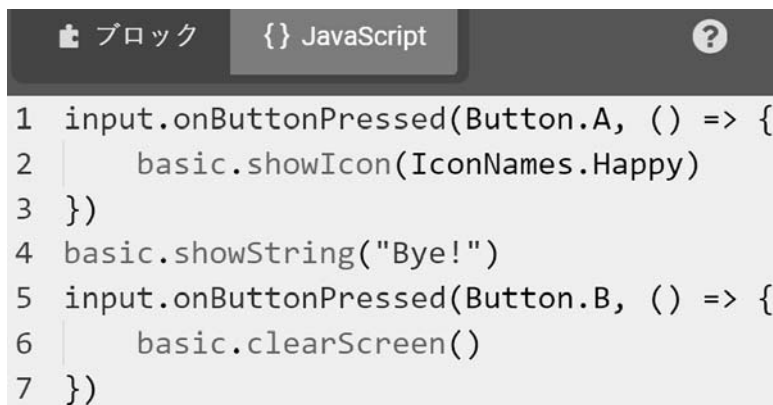 ブロック {} JavaScript ?
1 input.onButtonPressed(Button.A, () => {
2     basic.showIcon(IconNames.Happy)
3 })
4 basic.showString("Bye!")
5 input.onButtonPressed(Button.B, () => {
6     basic.clearScreen()
7 })